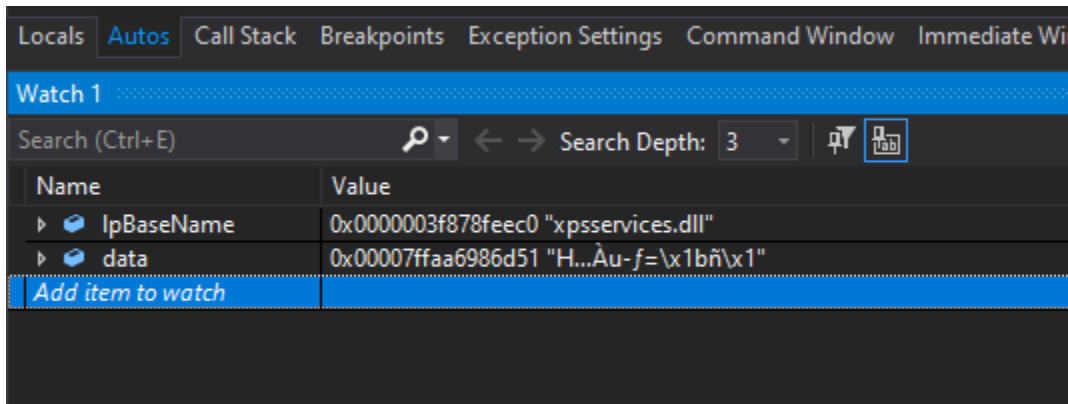 Locals Autos Call Stack Breakpoints Exception Settings Command Window Immediate Wi
Watch 1
Search (Ctrl+E) Search Depth: 3
Name Value
lpBaseName 0x0000003f878feec0 "xpsservices.dll"
data 0x00007ffaa6986d51 "H…Àu-ƒ=\x1bñ\x1"
Add item to watch